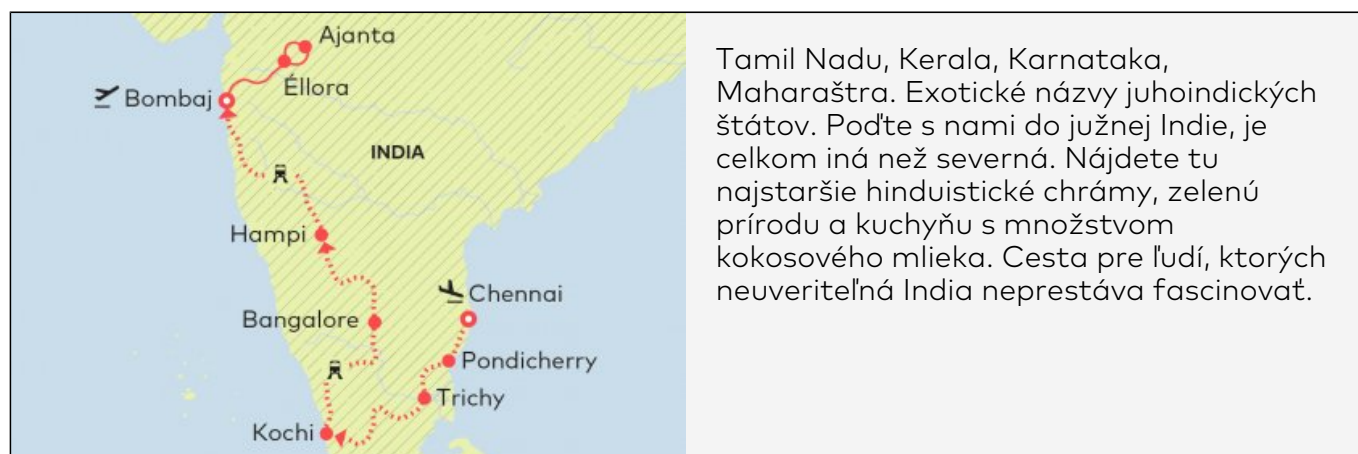 Ajanta
Éllora
Bombaj
INDIA
Hampi
Chennai
Bangalore
Pondicherry
Trichy
Kochi
Tamil Nadu, Kerala, Karnataka,
Maharaštra. Exotické názvy juhoindických
štátov. Poďte s nami do južnej Indie, je
celkom iná než severná. Nájdete tu
najstaršie hinduistické chrámy, zelenú
prírodu a kuchyňu s množstvom
kokosového mlieka. Cesta pre ľudí, ktorých
neuveriteľná India neprestáva fascinovať.